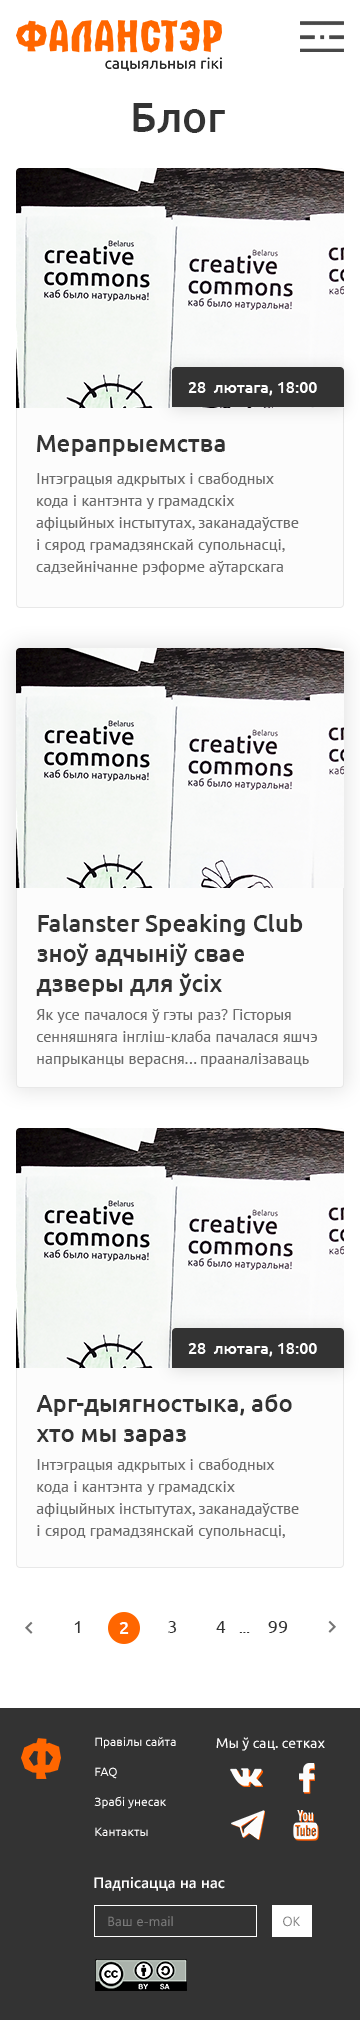 ФАЛАНСТЭР
сацыяльныя гікі
Блог
Belarus
creative
commons
каб было натуральна!
Belarus
creative
commons
каб было натуральна!
28 лютага, 18:00
Мерапрыемства
Інтэграцыя адкрытых і свабодных
кода і кантэнта у грамадскіх
афіцыйных інстытутах, заканадаўстве
і сярод грамадзянскай супольнасці,
садзейнічанне рэформе аўтарскага
Belarus
creative
commons
каб было натуральна!
Belarus
creative
commons
каб было натуральна!
Falanster Speaking Club
зноў адчыніў свае
дзверы для ўсіх
Як усе пачалося ў гэты раз? Гісторыя
сенняшняга інгліш-клаба пачалася яшчэ
напрыканцы верасня... прааналізаваць
Belarus
creative
commons
каб было натуральна!
Belarus
creative
commons
каб было натуральна!
28 лютага, 18:00
Арг-дыягностыка, або
хто мы зараз
Інтэграцыя адкрытых і свабодных
кода і кантэнта у грамадскіх
афіцыйных інстытутах, заканадаўстве
і сярод грамадзянскай супольнасці,
1 2 3 4 ... 99
Ф
Правілы сайта
FAQ
Зрабі унесак
Кантакты
Мы ў сац. сетках
You
Tube
Падпісацца на нас
Ваш e-mail
OK
cc BY SA